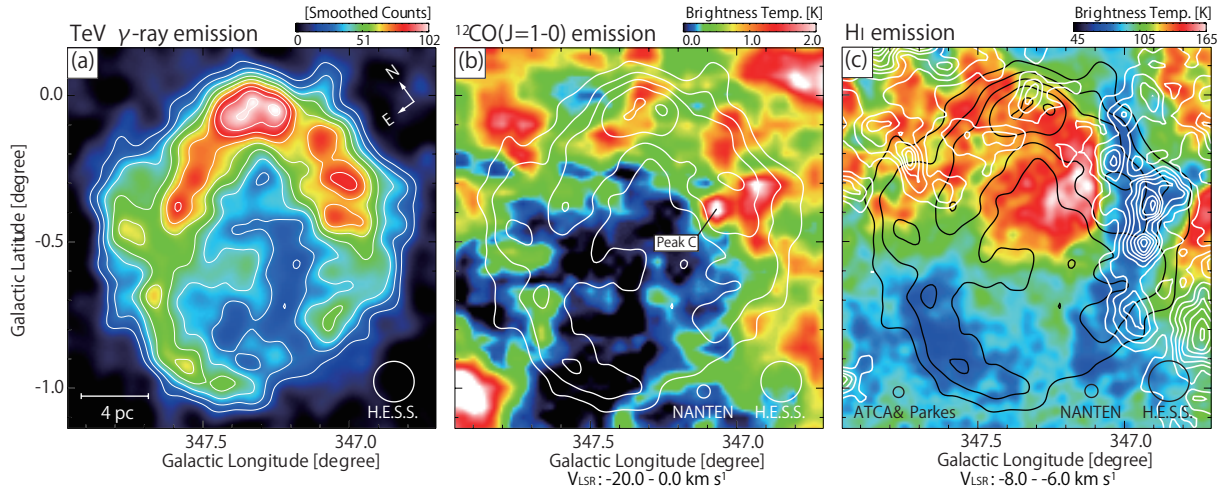 TeV γ-ray emission
[Smoothed Counts]
0 51 102
(a)
N
E
0.0
-0.5
-1.0
Galactic Latitude [degree]
4 pc
H.E.S.S.
347.5 347.0
Galactic Longitude [degree]
¹²CO(J=1-0) emission
Brightness Temp. [K]
0.0 1.0 2.0
(b)
Peak C
NANTEN
H.E.S.S.
347.5 347.0
Galactic Longitude [degree]
VLSR: -20.0 - 0.0 km s¹
HI emission
Brightness Temp. [K]
45 105 165
(c)
ATCA& Parkes
NANTEN
H.E.S.S.
347.5 347.0
Galactic Longitude [degree]
VLSR: -8.0 - -6.0 km s¹